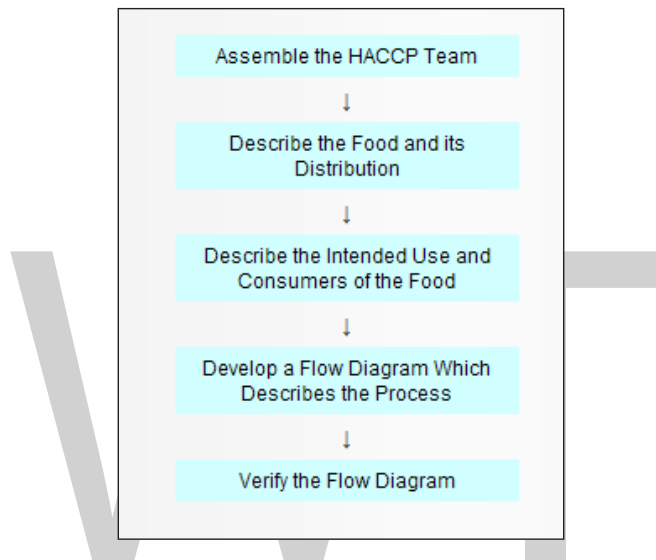 Assemble the HACCP Team
↓
Describe the Food and its
Distribution
↓
Describe the Intended Use and
Consumers of the Food
↓
Develop a Flow Diagram Which
Describes the Process
↓
Verify the Flow Diagram